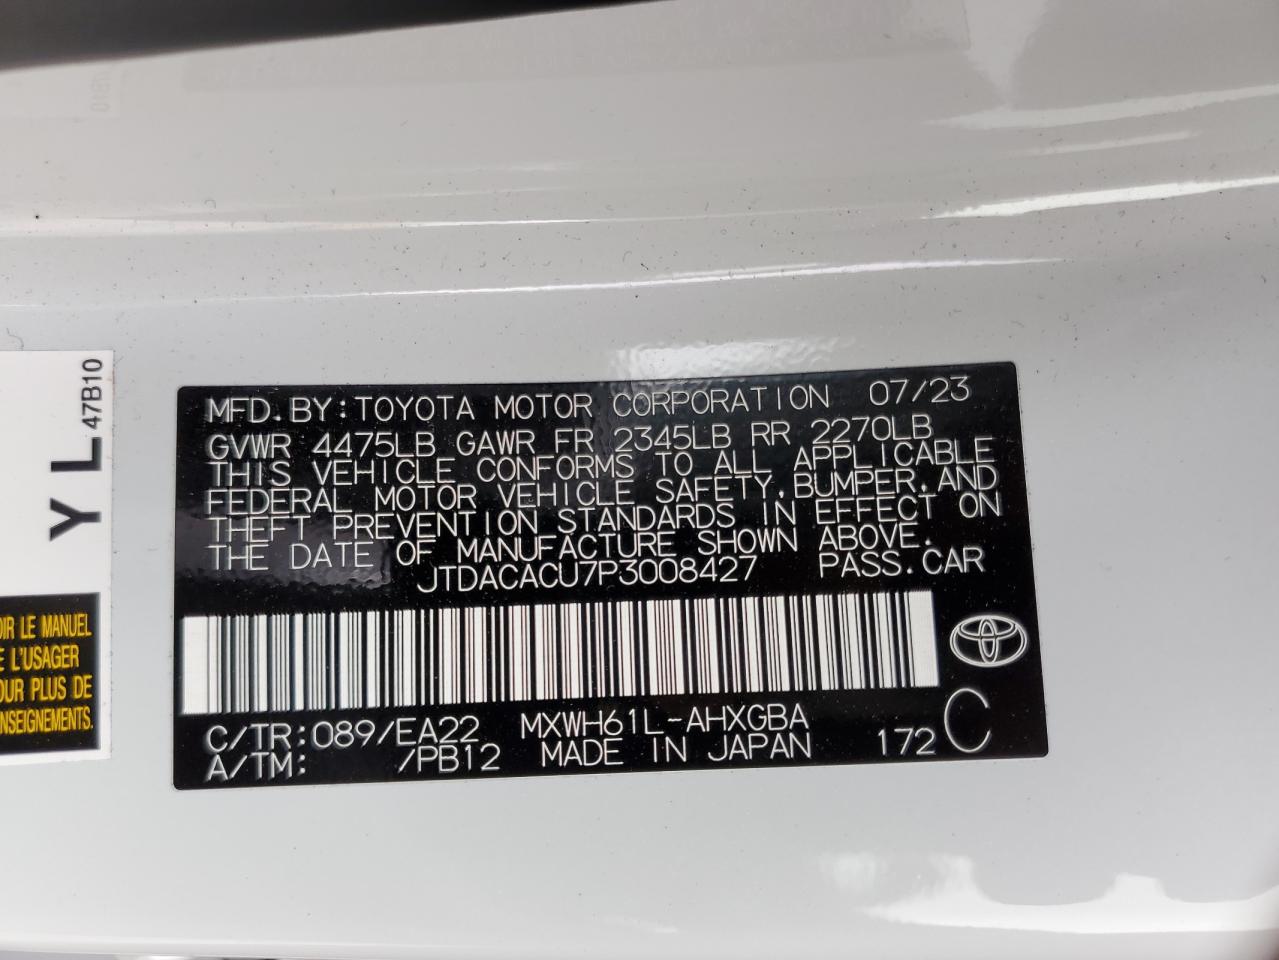 Y L 47B10
OIR LE MANUEL
E L'USAGER
OUR PLUS DE
NSEIGNEMENTS.
MFD.BY:TOYOTA MOTOR CORPORATION 07/23
GVWR 4475LB GAWR FR 2345LB RR 2270LB
THIS VEHICLE CONFORMS TO ALL APPLICABLE
FEDERAL MOTOR VEHICLE SAFETY,BUMPER,AND
THEFT PREVENTION STANDARDS IN EFFECT ON
THE DATE OF MANUFACTURE SHOWN ABOVE.
JTDACACU7P3008427 PASS.CAR
C/TR:089/EA22 MXWH61L-AHXGBA
A/TM: /PB12 MADE IN JAPAN 172 C